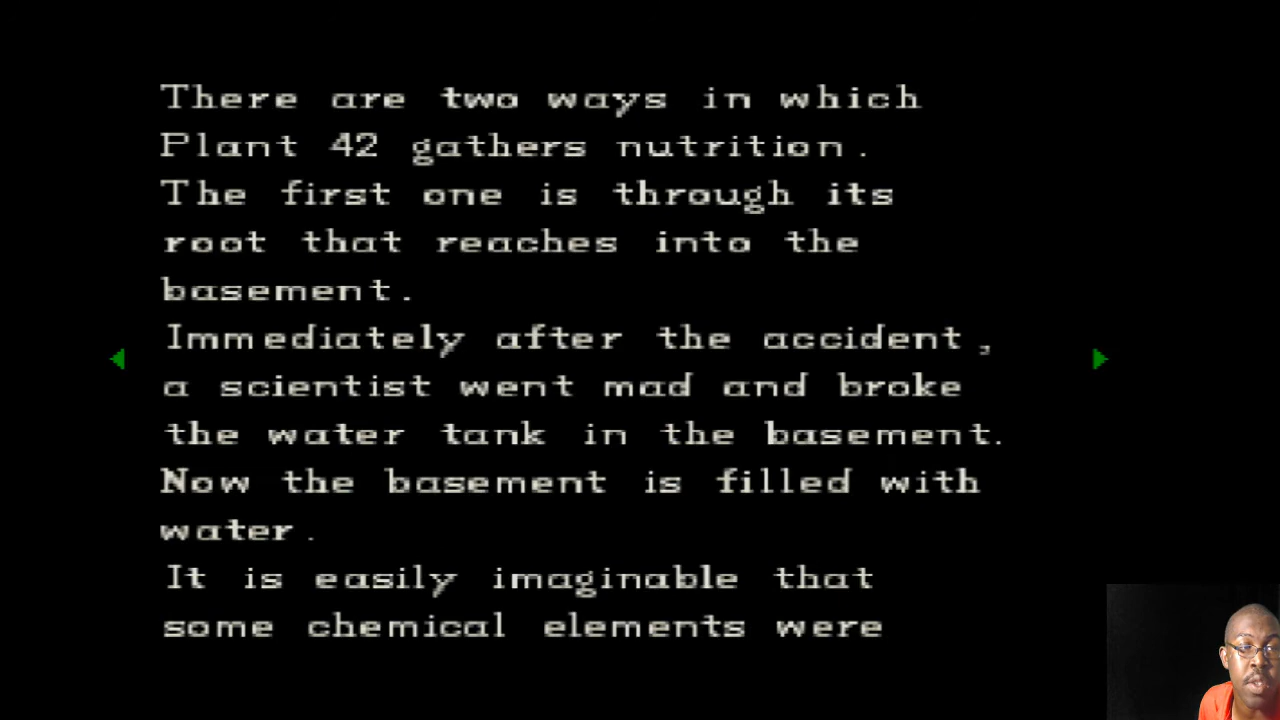 There are two ways in which
Plant 42 gathers nutrition.
The first one is through its
root that reaches into the
basement.
Immediately after the accident,
a scientist went mad and broke
the water tank in the basement.
Now the basement is filled with
water.
It is easily imaginable that
some chemical elements were